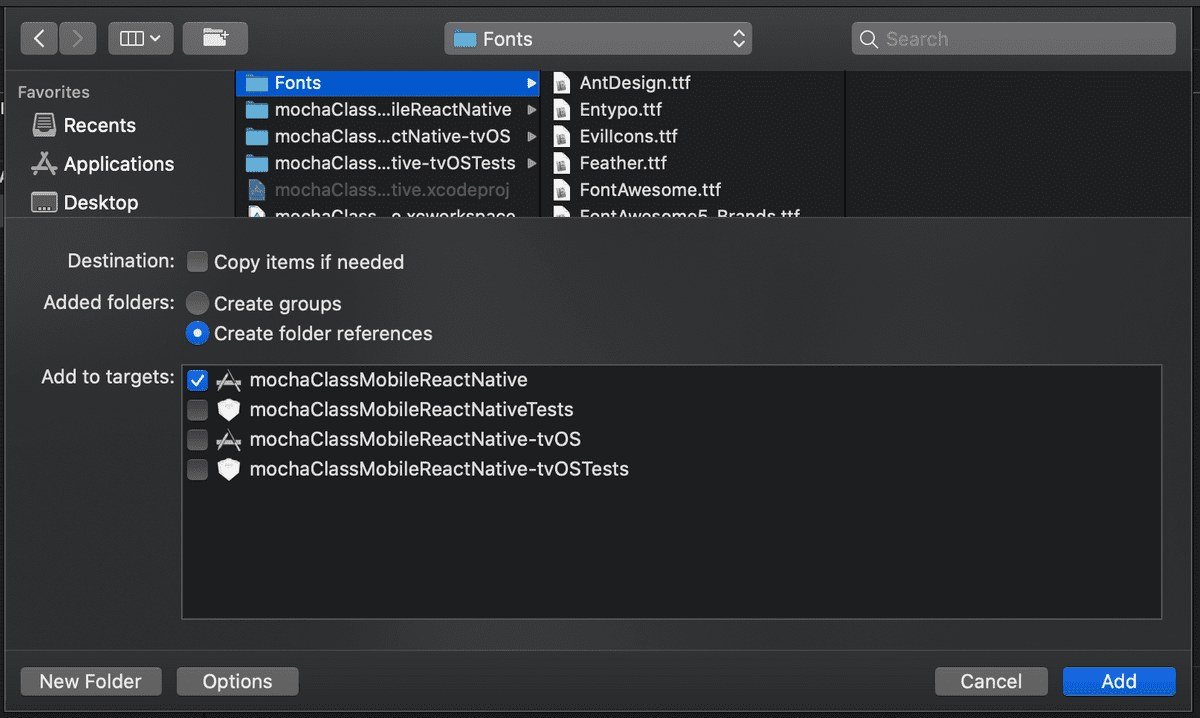 Fonts
Search
Favorites
Recents
Applications
Desktop
Fonts
mochaClass...ileReactNative
mochaClass...ctNative-tvOS
mochaClass...tive-tvOSTests
mochaClass...tive.xcodeproj
mochaClass...e.xcworkspace
AntDesign.ttf
Entypo.ttf
EvilIcons.ttf
Feather.ttf
FontAwesome.ttf
FontAwesome5_Brands.ttf
Destination:
Copy items if needed
Added folders:
Create groups
Create folder references
Add to targets:
mochaClassMobileReactNative
mochaClassMobileReactNativeTests
mochaClassMobileReactNative-tvOS
mochaClassMobileReactNative-tvOSTests
New Folder
Options
Cancel
Add